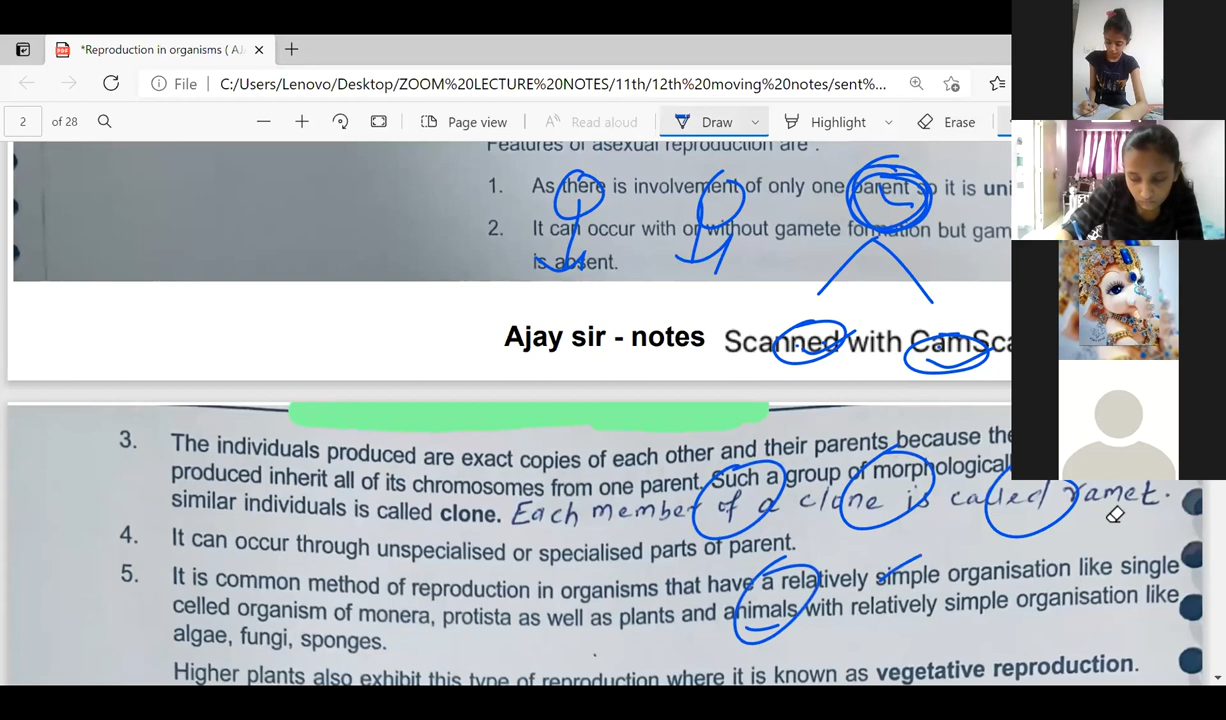 *Reproduction in organisms ( AJ
File C:/Users/Lenovo/Desktop/ZOOM%20LECTURE%20NOTES/11th/12th%20moving%20notes/sent%...
2 of 28 Page view Read aloud Draw Highlight Erase
Features of asexual reproduction are :
1. As there is involvement of only one parent so it is uni
2. It can occur with or without gamete formation but gam
is absent.
Ajay sir - notes Scanned with CamSca
3. The individuals produced are exact copies of each other and their parents because the
produced inherit all of its chromosomes from one parent. Such a group of morphological
similar individuals is called clone. Each member of a clone is called ramet.
4. It can occur through unspecialised or specialised parts of parent.
5. It is common method of reproduction in organisms that have a relatively simple organisation like single
celled organism of monera, protista as well as plants and animals with relatively simple organisation like
algae, fungi, sponges.
Higher plants also exhibit this type of reproduction where it is known as vegetative reproduction.